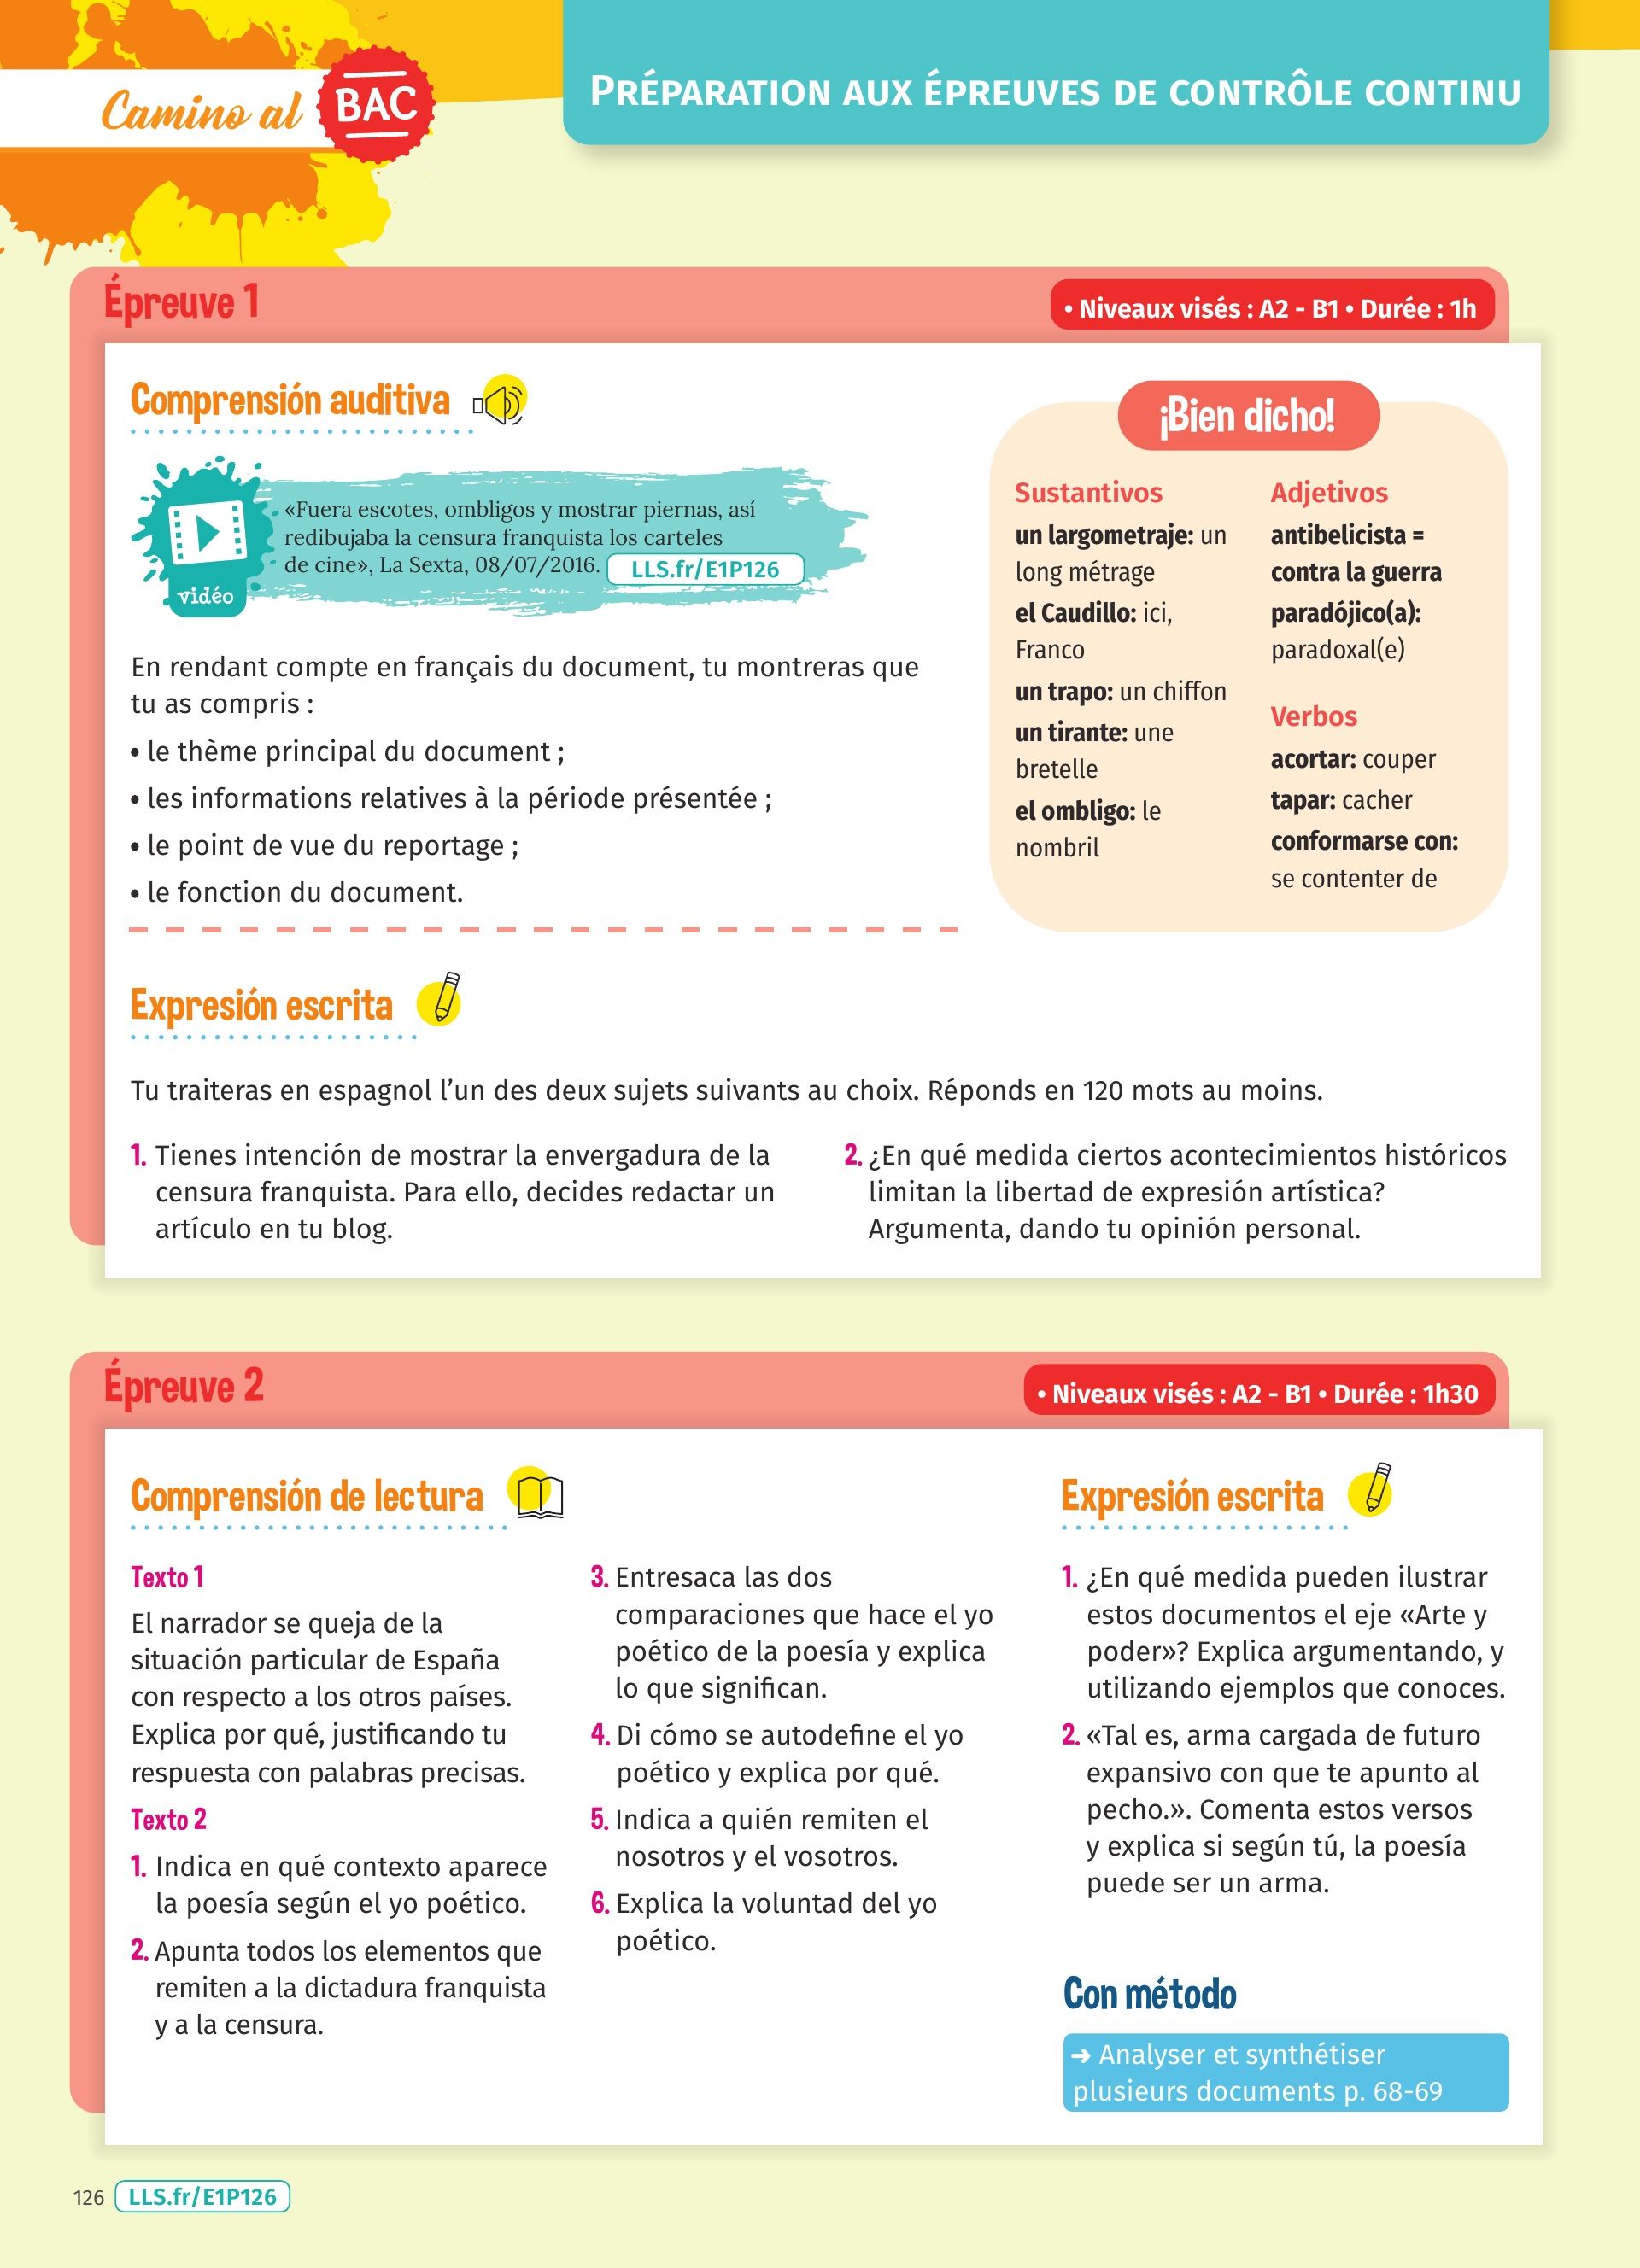 Camino al BAC
PRÉPARATION AUX ÉPREUVES DE CONTRÔLE CONTINU
Épreuve 1
• Niveaux visés : A2 - B1 • Durée : 1h
Comprensión auditiva
vidéo
«Fuera escotes, ombligos y mostrar piernas, así
redibujaba la censura franquista los carteles
de cine», La Sexta, 08/07/2016. LLS.fr/E1P126
En rendant compte en français du document, tu montreras que
tu as compris :
• le thème principal du document ;
• les informations relatives à la période présentée ;
• le point de vue du reportage ;
• le fonction du document.
¡Bien dicho!
Sustantivos
un largometraje: un
long métrage
el Caudillo: ici,
Franco
un trapo: un chiffon
un tirante: une
bretelle
el ombligo: le
nombril
Adjetivos
antibelicista =
contra la guerra
paradójico(a):
paradoxal(e)
Verbos
acortar: couper
tapar: cacher
conformarse con:
se contenter de
Expresión escrita
Tu traiteras en espagnol l’un des deux sujets suivants au choix. Réponds en 120 mots au moins.
1. Tienes intención de mostrar la envergadura de la
censura franquista. Para ello, decides redactar un
artículo en tu blog.
2. ¿En qué medida ciertos acontecimientos históricos
limitan la libertad de expresión artística?
Argumenta, dando tu opinión personal.
Épreuve 2
• Niveaux visés : A2 - B1 • Durée : 1h30
Comprensión de lectura
Texto 1
El narrador se queja de la
situación particular de España
con respecto a los otros países.
Explica por qué, justificando tu
respuesta con palabras precisas.
Texto 2
1. Indica en qué contexto aparece
la poesía según el yo poético.
2. Apunta todos los elementos que
remiten a la dictadura franquista
y a la censura.
3. Entresaca las dos
comparaciones que hace el yo
poético de la poesía y explica
lo que significan.
4. Di cómo se autodefine el yo
poético y explica por qué.
5. Indica a quién remiten el
nosotros y el vosotros.
6. Explica la voluntad del yo
poético.
Expresión escrita
1. ¿En qué medida pueden ilustrar
estos documentos el eje «Arte y
poder»? Explica argumentando, y
utilizando ejemplos que conoces.
2. «Tal es, arma cargada de futuro
expansivo con que te apunto al
pecho.». Comenta estos versos
y explica si según tú, la poesía
puede ser un arma.
Con método
➜ Analyser et synthétiser
plusieurs documents p. 68-69
126 LLS.fr/E1P126